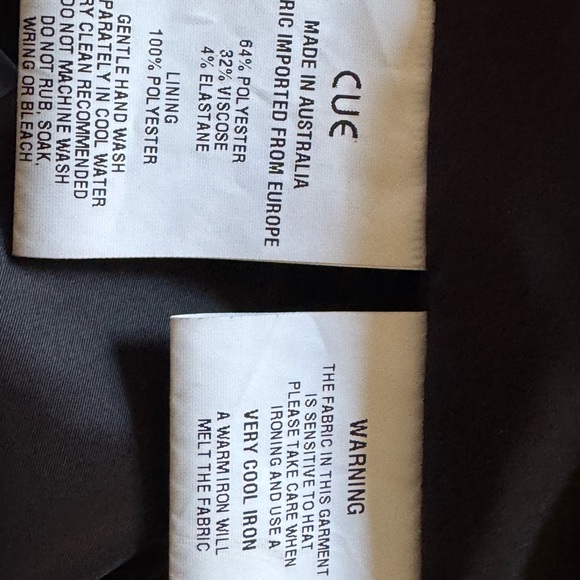 CUE
MADE IN AUSTRALIA
RIC IMPORTED FROM EUROPE
64% POLYESTER
32% VISCOSE
4% ELASTANE
LINING
100% POLYESTER
GENTLE HAND WASH
PARATELY IN COOL WATER
RY CLEAN RECOMMENDED
DO NOT MACHINE WASH
DO NOT RUB, SOAK,
WRING OR BLEACH
WARNING
THE FABRIC IN THIS GARMENT
IS SENSITIVE TO HEAT
PLEASE TAKE CARE WHEN
IRONING AND USE A
VERY COOL IRON
A WARM IRON WILL
MELT THE FABRIC